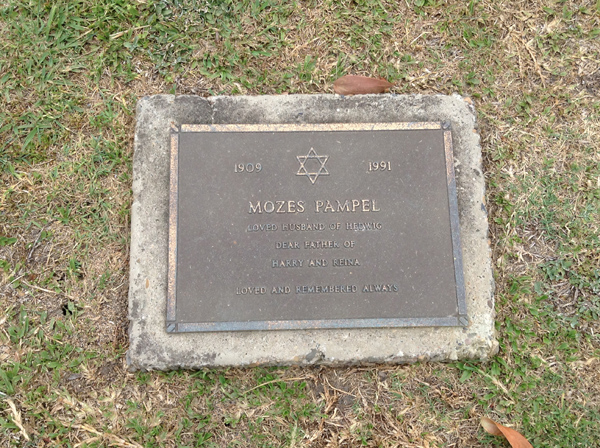 1909 1991
MOZES PAMPEL
LOVED HUSBAND OF HEDWIG
DEAR FATHER OF
HARRY AND REINA
LOVED AND REMEMBERED ALWAYS